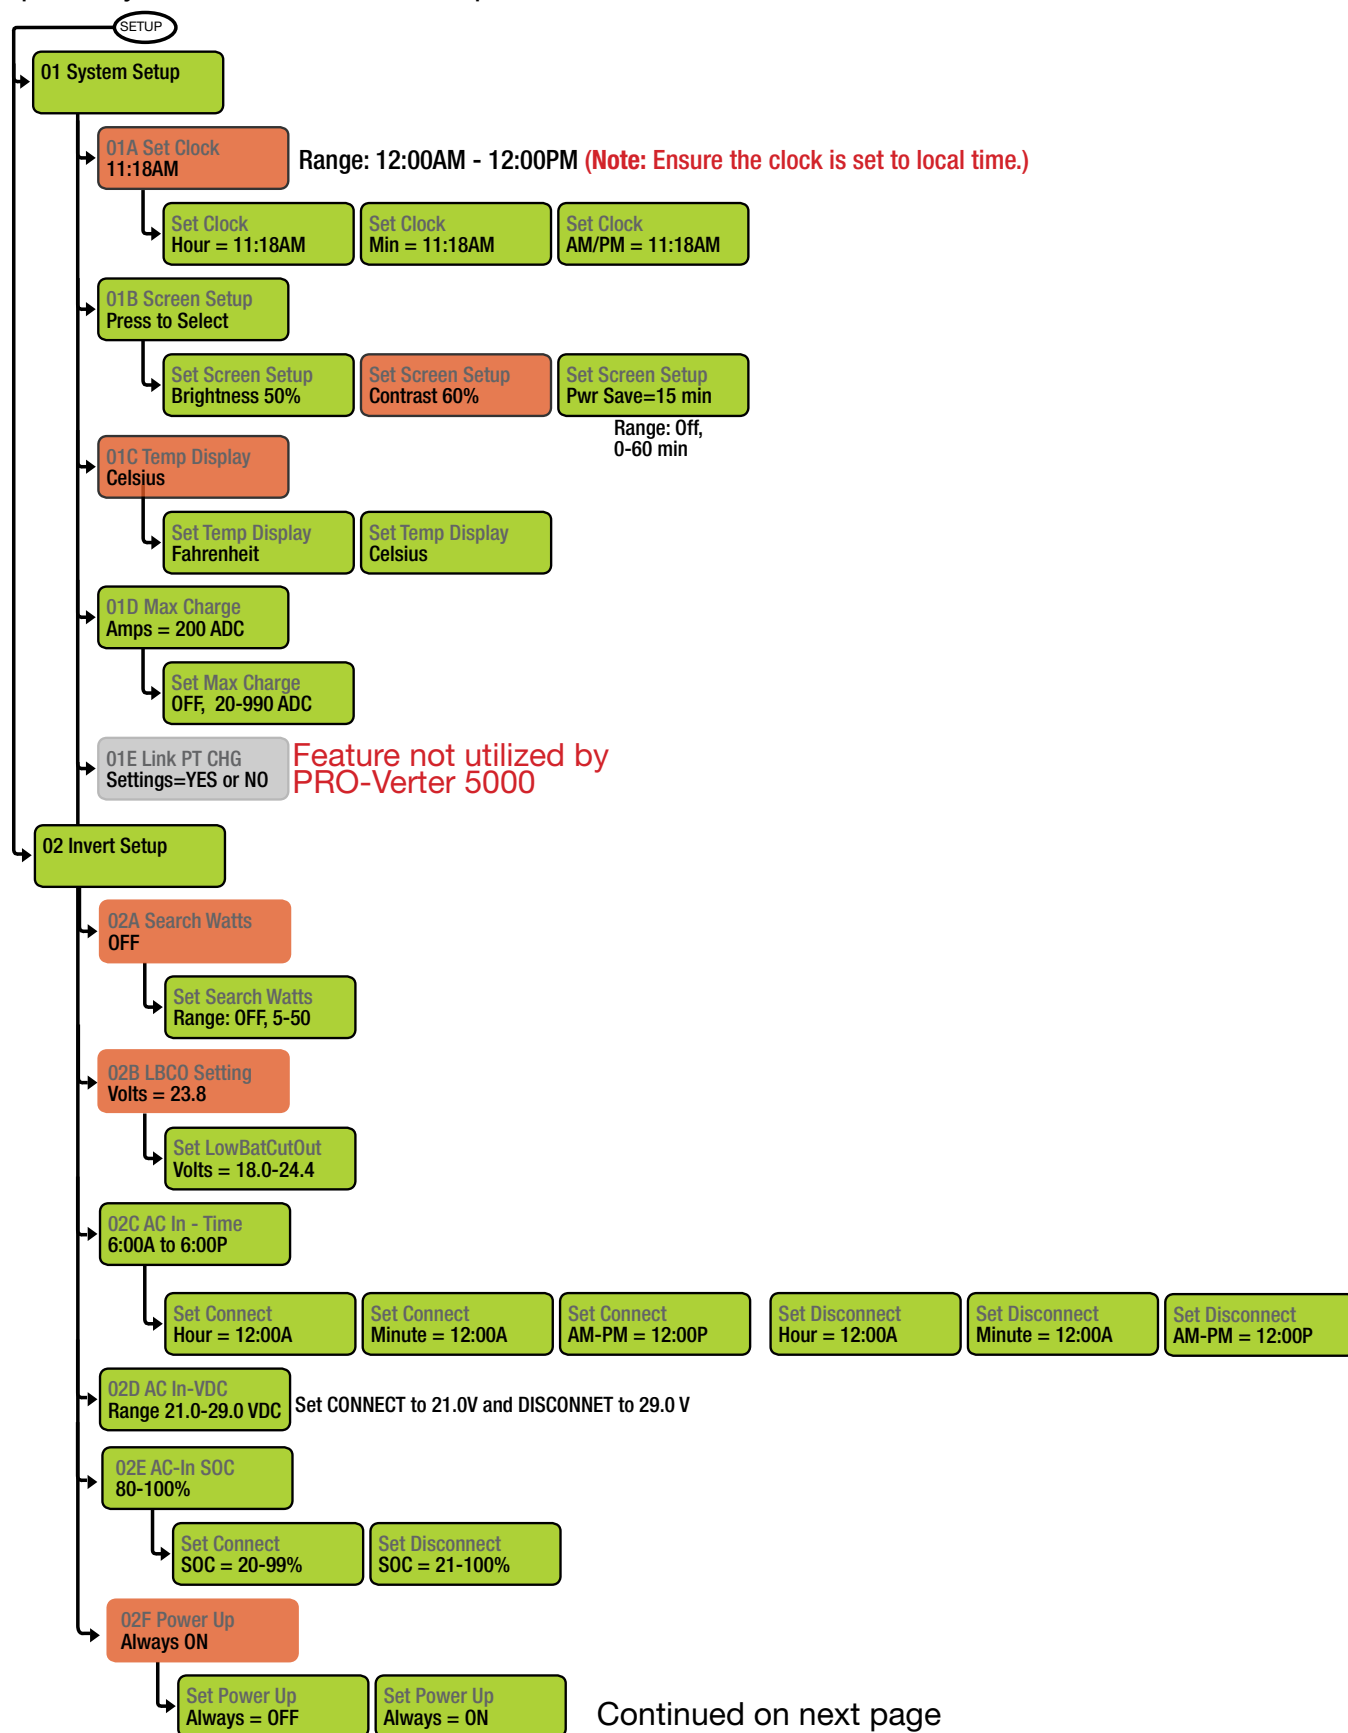 SETUP
01 System Setup
01A Set Clock
11:18AM
Range: 12:00AM - 12:00PM (Note: Ensure the clock is set to local time.)
Set Clock
Hour = 11:18AM
Set Clock
Min = 11:18AM
Set Clock
AM/PM = 11:18AM
01B Screen Setup
Press to Select
Set Screen Setup
Brightness 50%
Set Screen Setup
Contrast 60%
Set Screen Setup
Pwr Save=15 min
Range: Off,
0-60 min
01C Temp Display
Celsius
Set Temp Display
Fahrenheit
Set Temp Display
Celsius
01D Max Charge
Amps = 200 ADC
Set Max Charge
OFF, 20-990 ADC
01E Link PT CHG
Settings=YES or NO
Feature not utilized by
PRO-Verter 5000
02 Invert Setup
02A Search Watts
OFF
Set Search Watts
Range: OFF, 5-50
02B LBCO Setting
Volts = 23.8
Set LowBatCutOut
Volts = 18.0-24.4
02C AC In - Time
6:00A to 6:00P
Set Connect
Hour = 12:00A
Set Connect
Minute = 12:00A
Set Connect
AM-PM = 12:00P
Set Disconnect
Hour = 12:00A
Set Disconnect
Minute = 12:00A
Set Disconnect
AM-PM = 12:00P
02D AC In-VDC
Range 21.0-29.0 VDC
Set CONNECT to 21.0V and DISCONNET to 29.0 V
02E AC-In SOC
80-100%
Set Connect
SOC = 20-99%
Set Disconnect
SOC = 21-100%
02F Power Up
Always ON
Set Power Up
Always = OFF
Set Power Up
Always = ON
Continued on next page